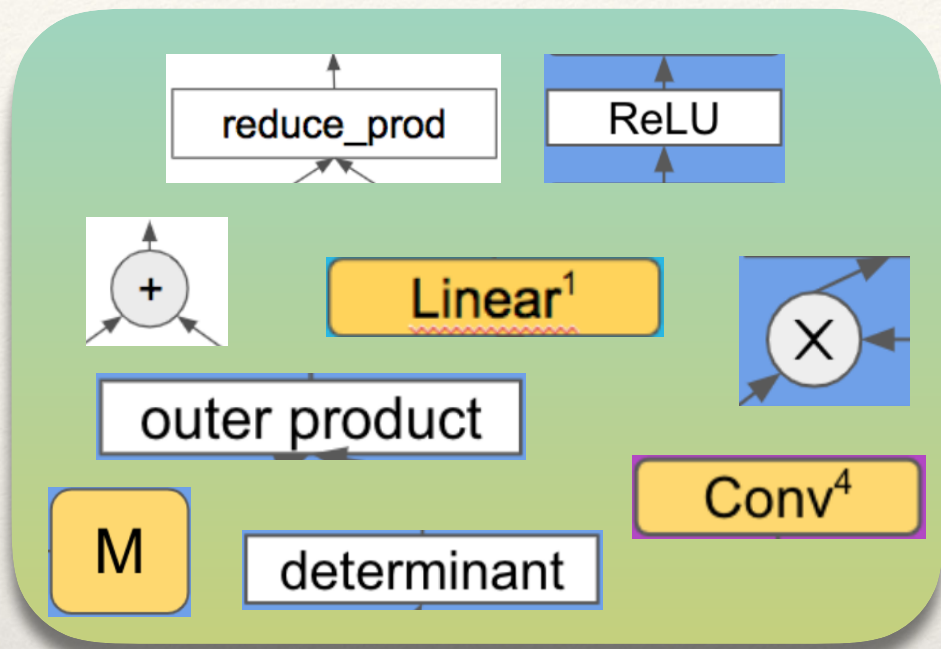 reduce_prod
ReLU
+
Linear¹
X
outer product
Conv⁴
M
determinant